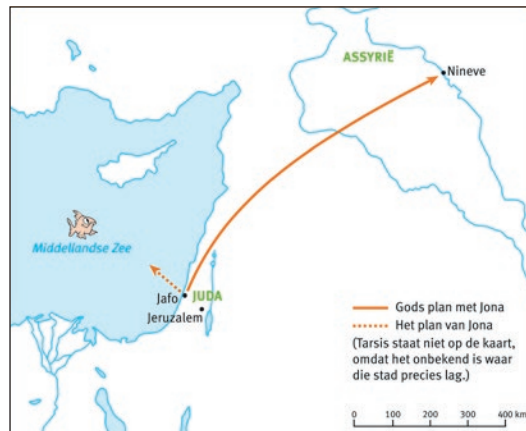 ASSYRIË
Nineve
Middellandse Zee
Jafo
JUDA
Jeruzalem
Gods plan met Jona
Het plan van Jona
(Tarsis staat niet op de kaart,
omdat het onbekend is waar
die stad precies lag.)
0 100 200 300 400 km